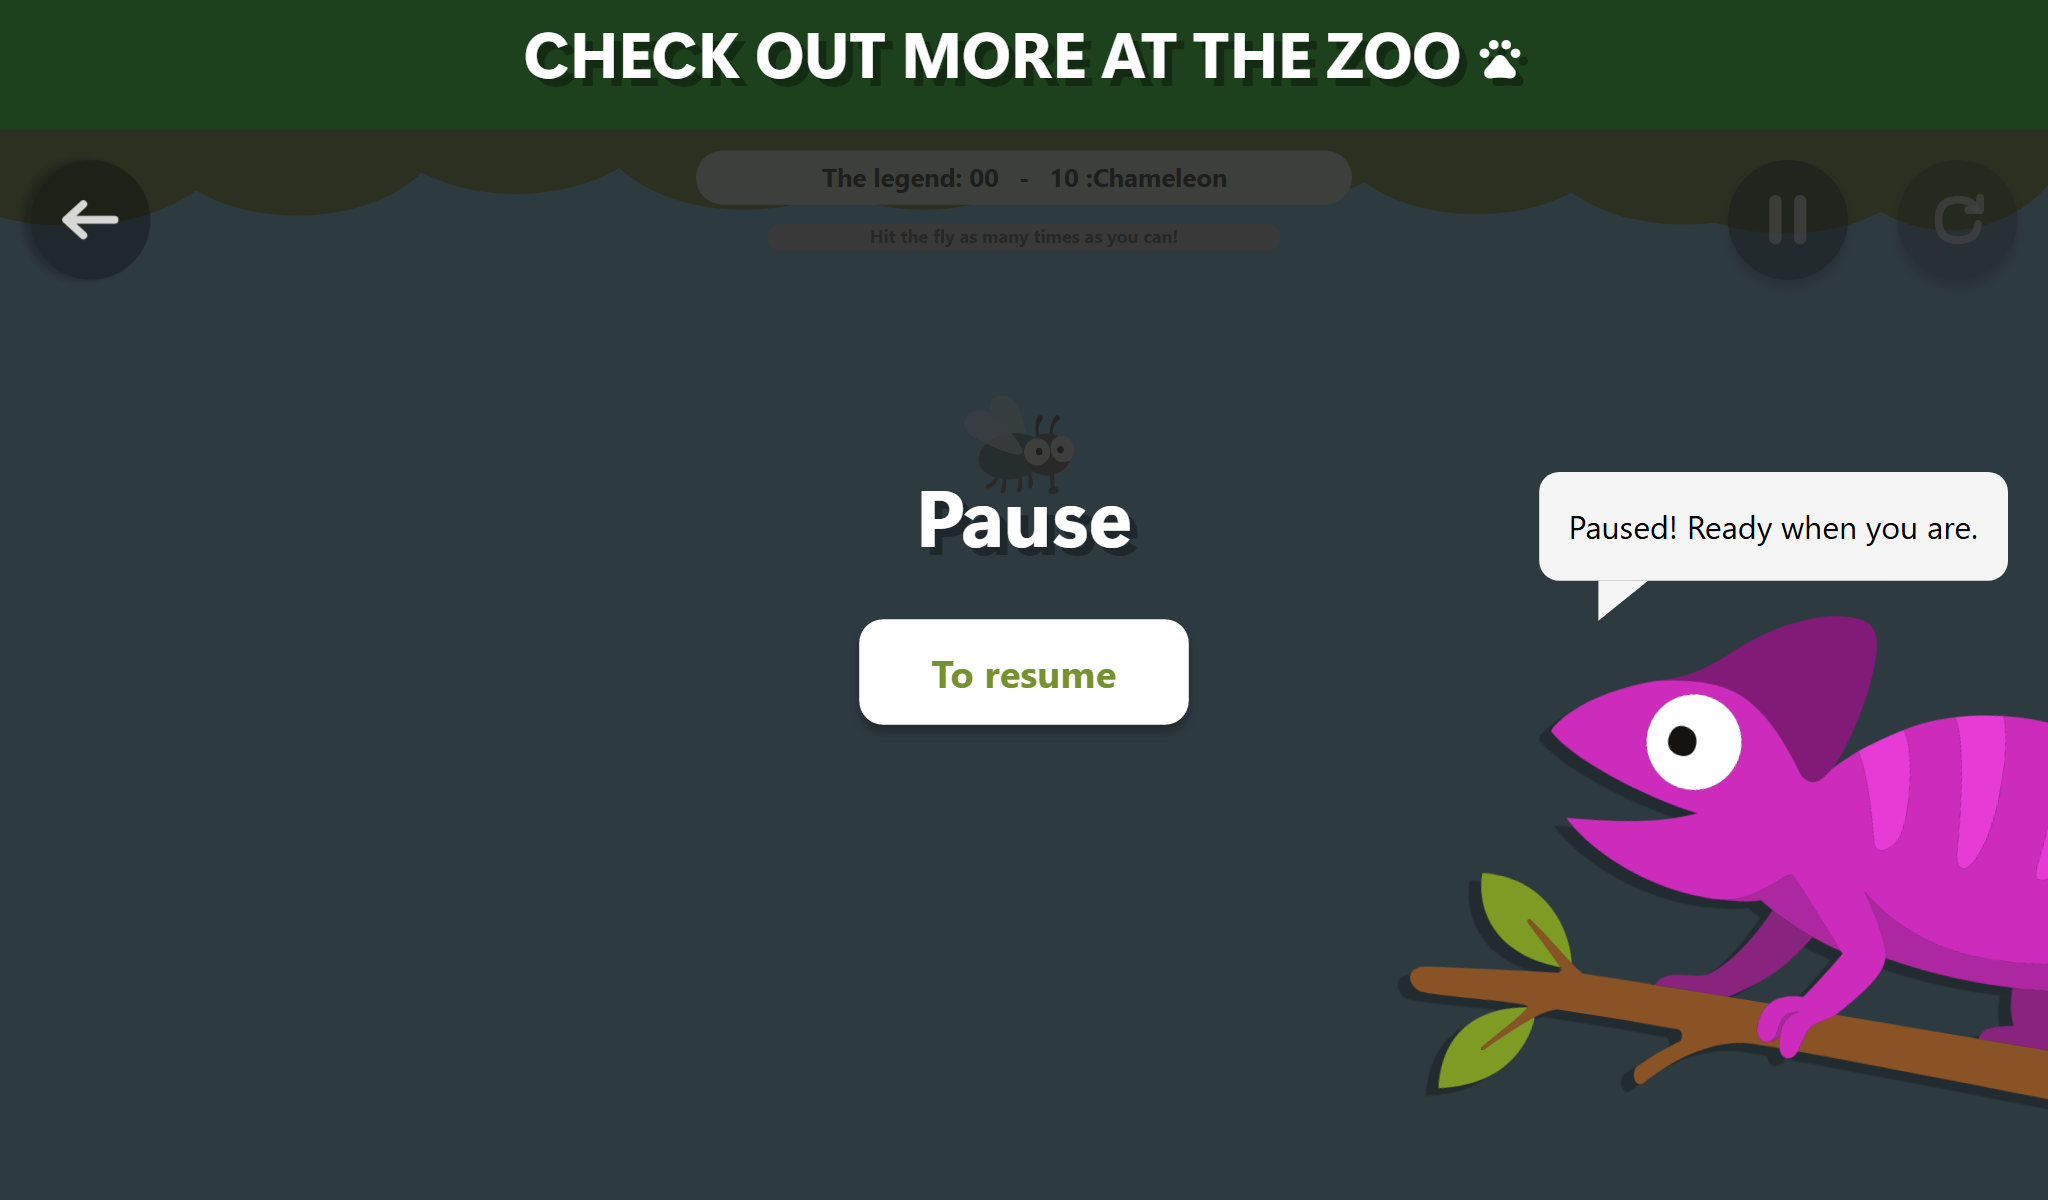 CHECK OUT MORE AT THE ZOO
The legend: 00 - 10 :Chameleon
Hit the fly as many times as you can!
Pause
Paused! Ready when you are.
To resume